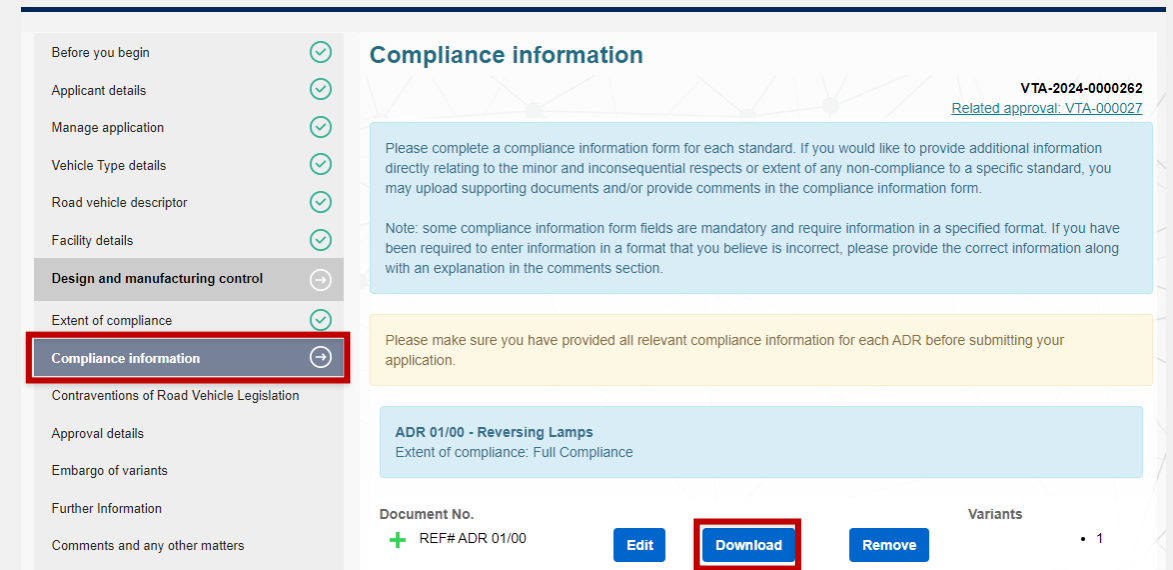 Before you begin
Applicant details
Manage application
Vehicle Type details
Road vehicle descriptor
Facility details
Design and manufacturing control
Extent of compliance
Compliance information
Contraventions of Road Vehicle Legislation
Approval details
Embargo of variants
Further Information
Comments and any other matters
Compliance information
VTA-2024-0000262
Related approval: VTA-000027
Please complete a compliance information form for each standard. If you would like to provide additional information
directly relating to the minor and inconsequential respects or extent of any non-compliance to a specific standard, you
may upload supporting documents and/or provide comments in the compliance information form.
Note: some compliance information form fields are mandatory and require information in a specified format. If you have
been required to enter information in a format that you believe is incorrect, please provide the correct information along
with an explanation in the comments section.
Please make sure you have provided all relevant compliance information for each ADR before submitting your
application.
ADR 01/00 - Reversing Lamps
Extent of compliance: Full Compliance
Document No. Variants
REF# ADR 01/00 Edit Download Remove • 1